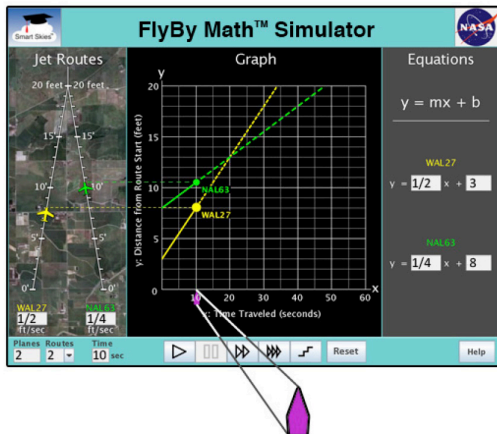 FlyBy Math™ Simulator
Smart Skies™
NASA
Jet Routes
20 feet 20 feet
15' 15'
10' 10'
5' 5'
0' 0'
WAL27 NAL63
1/2 1/4
ft/sec ft/sec
Graph
y
y: Distance from Route Start (feet)
20
15
10
5
0
NAL63
WAL27
10 20 30 40 50 60
x
x: Time Traveled (seconds)
Equations
y = mx + b
WAL27
y = 1/2 x + 3
NAL63
y = 1/4 x + 8
Planes Routes Time
2 2 10 sec
Reset
Help